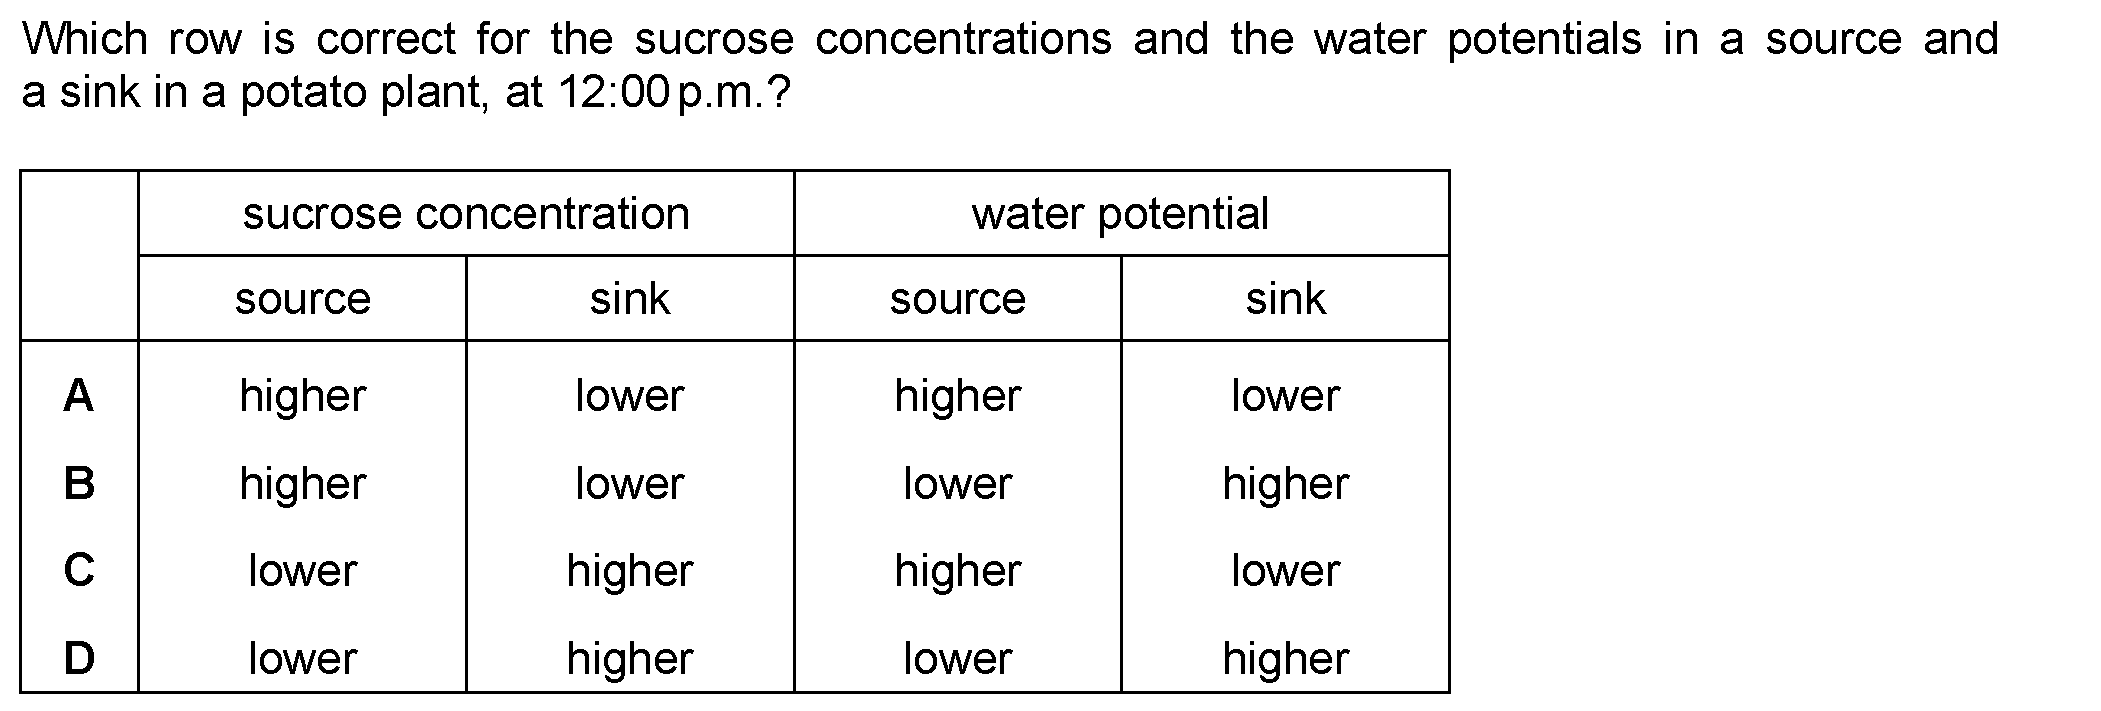 Which row is correct for the sucrose concentrations and the water potentials in a source and
a sink in a potato plant, at 12:00 p.m.?
sucrose concentration water potential
source sink source sink
A higher lower higher lower
B higher lower lower higher
C lower higher higher lower
D lower higher lower higher